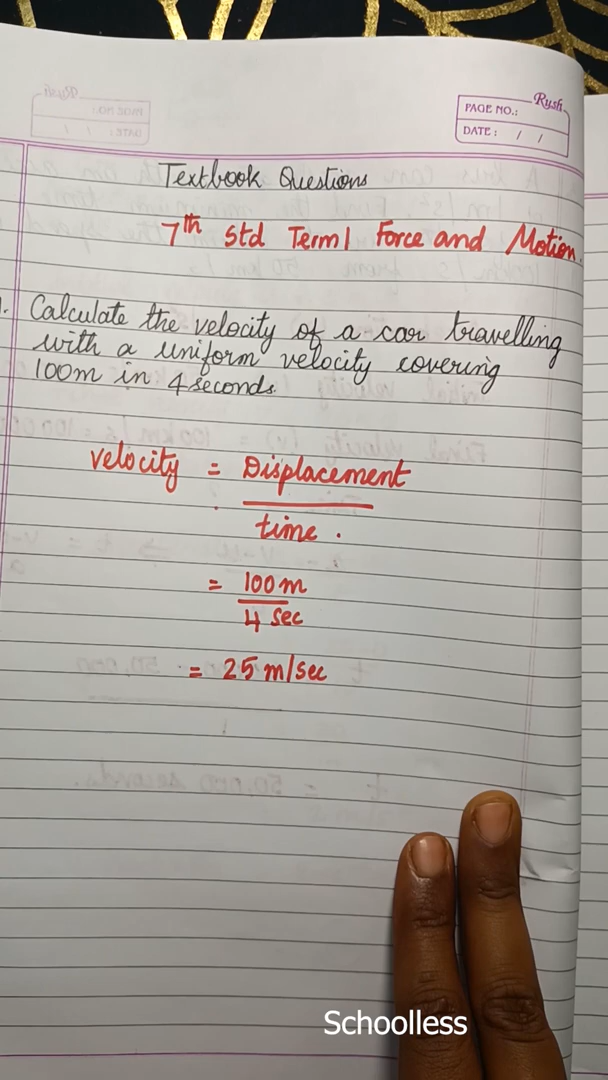 Rush
PAGE NO.:
DATE: / /
Textbook Questions
7th Std Term I Force and Motion.
1. Calculate the velocity of a car travelling
with a uniform velocity covering
100m in 4 seconds.
velocity = Displacement
time.
= 100m
4 sec
= 25 m/sec
Schoolless